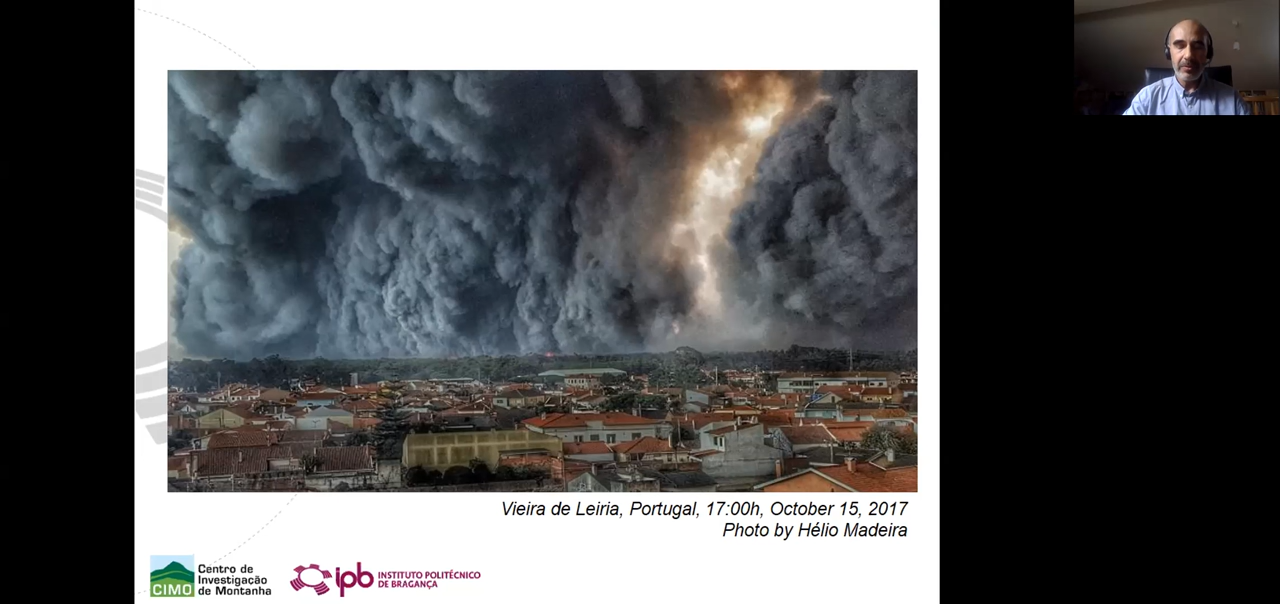 Vieira de Leiria, Portugal, 17:00h, October 15, 2017
Photo by Hélio Madeira
CIMO
Centro de
Investigação
de Montanha
ipb
INSTITUTO POLITÉCNICO
DE BRAGANÇA